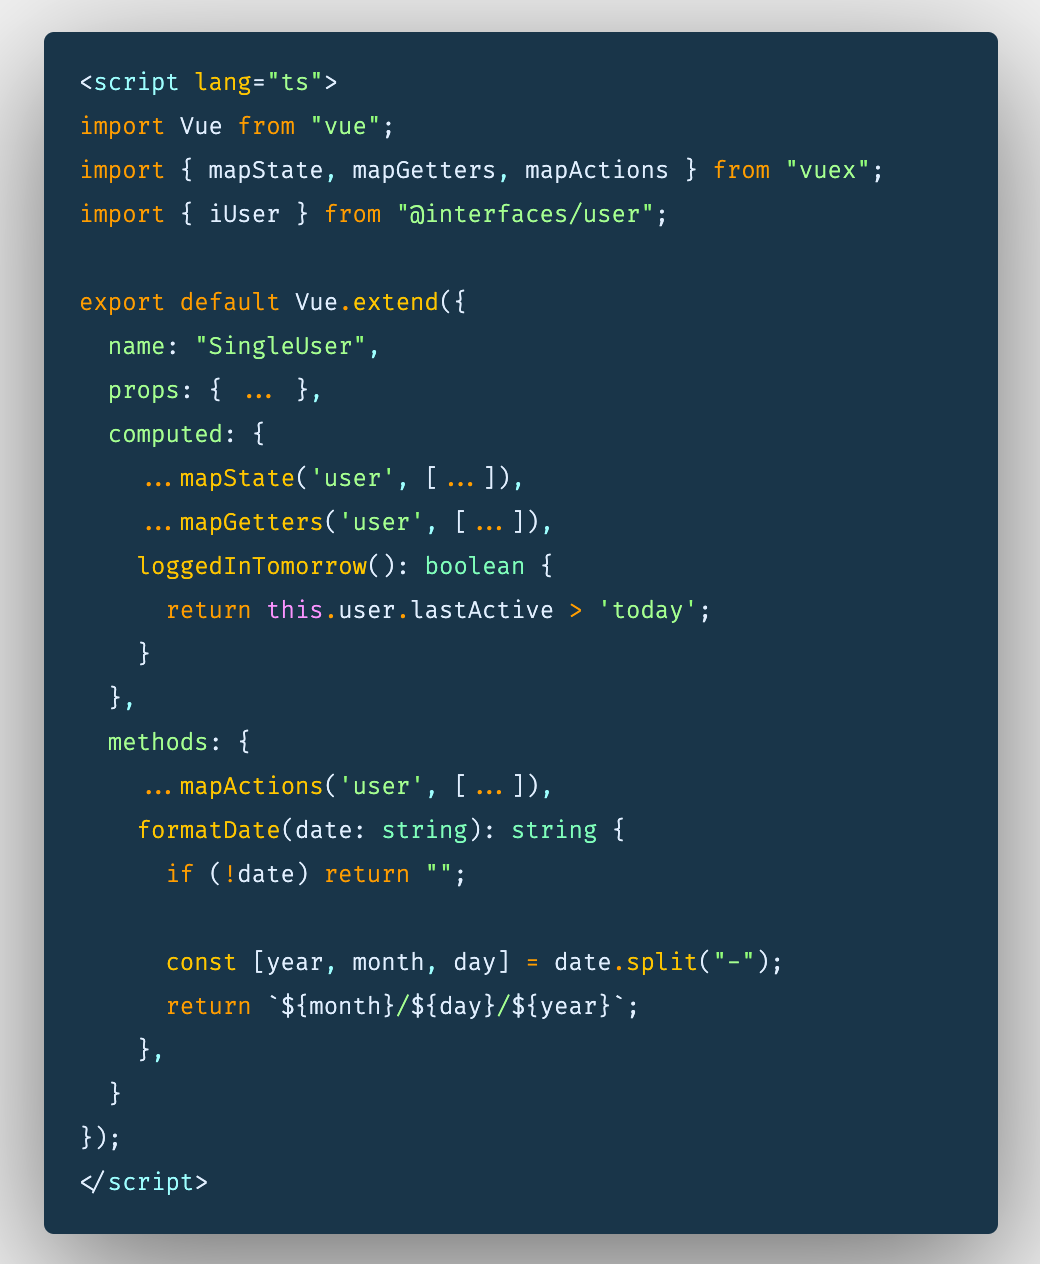 <script lang="ts">
import Vue from "vue";
import { mapState, mapGetters, mapActions } from "vuex";
import { iUser } from "@interfaces/user";

export default Vue.extend({
  name: "SingleUser",
  props: { ... },
  computed: {
    ...mapState('user', [...]),
    ...mapGetters('user', [...]),
    loggedInTomorrow(): boolean {
      return this.user.lastActive > 'today';
    }
  },
  methods: {
    ...mapActions('user', [...]),
    formatDate(date: string): string {
      if (!date) return "";

      const [year, month, day] = date.split("-");
      return `${month}/${day}/${year}`;
    },
  }
});
</script>